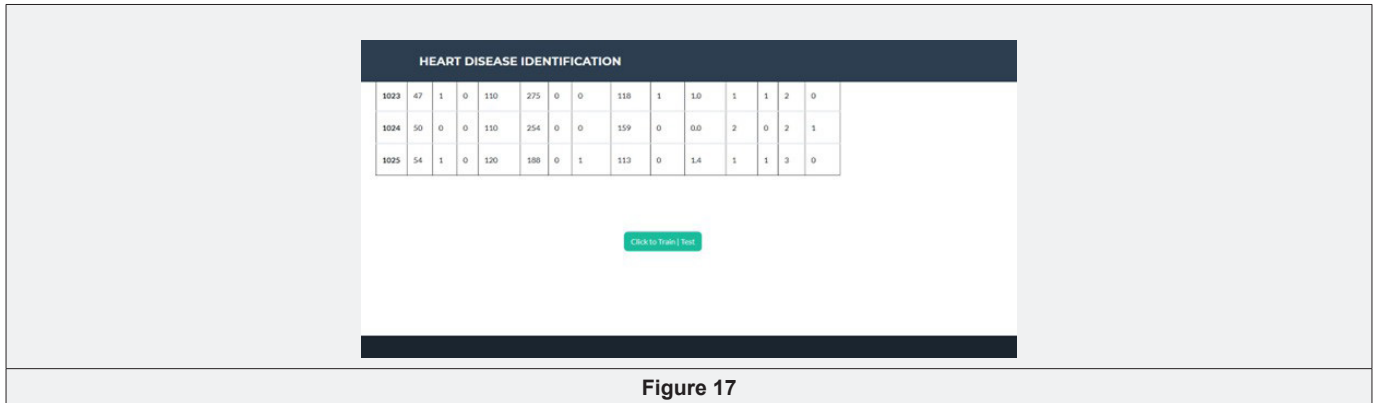 HEART DISEASE IDENTIFICATION
1023 47 1 0 110 275 0 0 118 1 1.0 1 1 2 0
1024 50 0 0 110 254 0 0 159 0 0.0 2 0 2 1
1025 54 1 0 120 188 0 1 113 0 1.4 1 1 3 0
Click to Train | Test
Figure 17